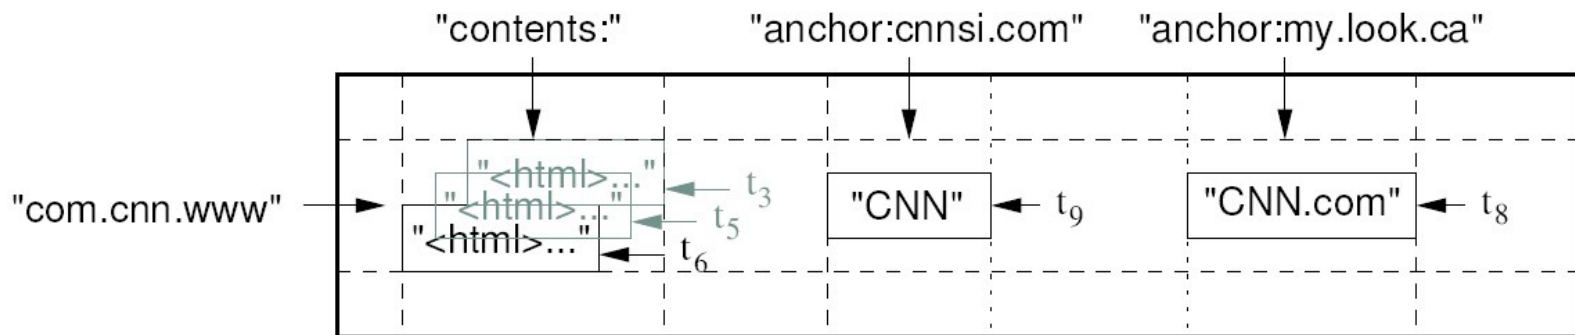 "contents:" "anchor:cnnsi.com" "anchor:my.look.ca"
"<html>..." t3
"com.cnn.www" "<html>..." t5 "CNN" t9 "CNN.com" t8
"<html>..." t6